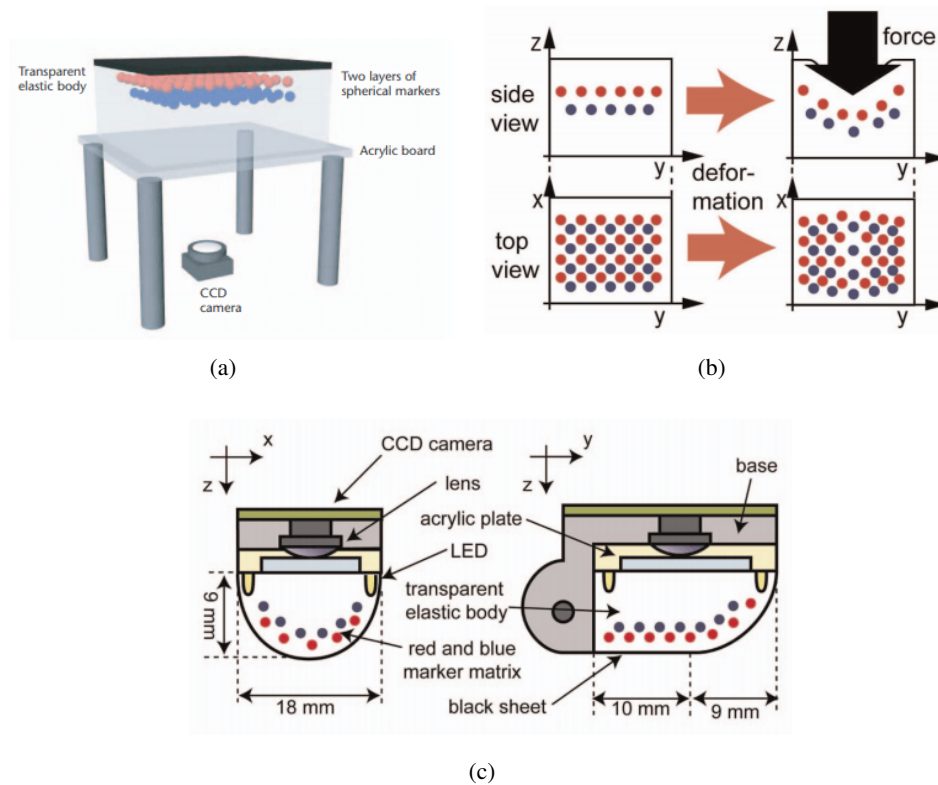 Transparent
elastic body
Two layers of
spherical markers
Acrylic board
CCD
camera
(a)
z
force
side
view
y
y
x
defor-
mation
x
top
view
y
y
(b)
x
z
CCD camera
lens
LED
9 mm
red and blue
marker matrix
18 mm
y
z
base
acrylic plate
transparent
elastic body
black sheet
10 mm
9 mm
(c)